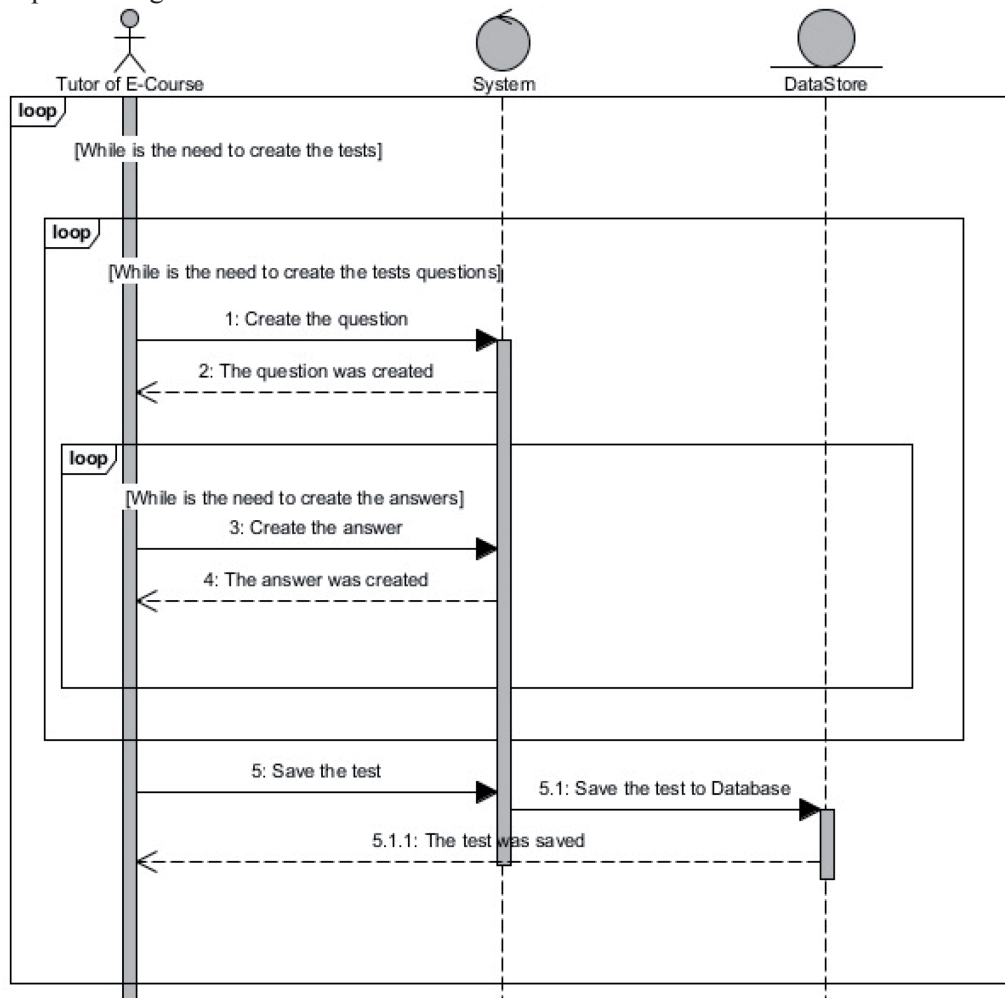 Tutor of E-Course
System
DataStore
loop
[While is the need to create the tests]
loop
[While is the need to create the tests questions]
1: Create the question
2: The question was created
loop
[While is the need to create the answers]
3: Create the answer
4: The answer was created
5: Save the test
5.1: Save the test to Database
5.1.1: The test was saved